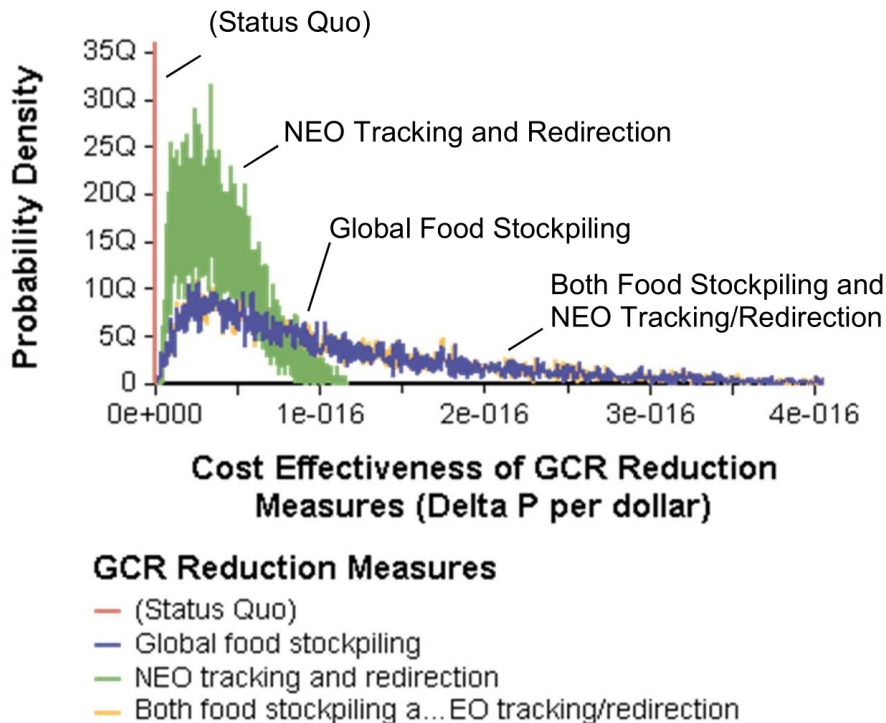 (Status Quo)
35Q
30Q
25Q
20Q
15Q
10Q
5Q
0
Probability Density
NEO Tracking and Redirection
Global Food Stockpiling
Both Food Stockpiling and
NEO Tracking/Redirection
0e+000
1e-016
2e-016
3e-016
4e-016
Cost Effectiveness of GCR Reduction
Measures (Delta P per dollar)
GCR Reduction Measures
(Status Quo)
Global food stockpiling
NEO tracking and redirection
Both food stockpiling a...EO tracking/redirection